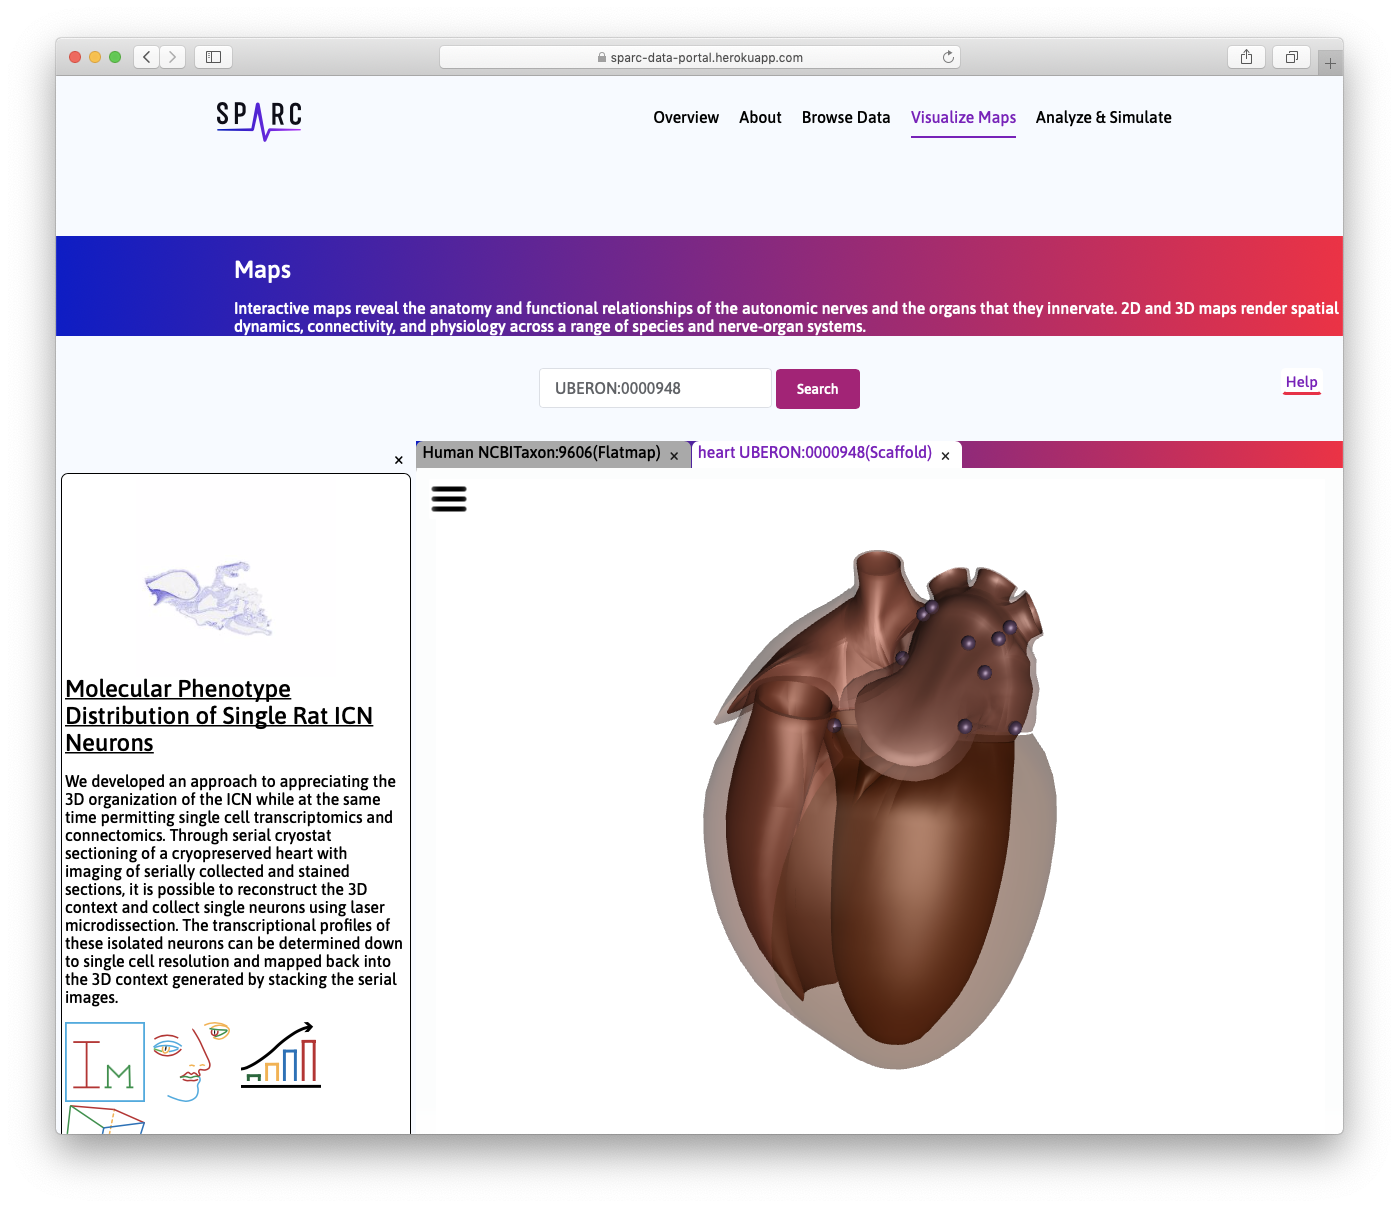 sparc-data-portal.herokuapp.com
SPARC
Overview About Browse Data Visualize Maps Analyze & Simulate
Maps
Interactive maps reveal the anatomy and functional relationships of the autonomic nerves and the organs that they innervate. 2D and 3D maps render spatial
dynamics, connectivity, and physiology across a range of species and nerve-organ systems.
UBERON:0000948 Search
Help
Human NCBITaxon:9606(Flatmap) × heart UBERON:0000948(Scaffold) ×
×
Molecular Phenotype
Distribution of Single Rat ICN
Neurons
We developed an approach to appreciating the
3D organization of the ICN while at the same
time permitting single cell transcriptomics and
connectomics. Through serial cryostat
sectioning of a cryopreserved heart with
imaging of serially collected and stained
sections, it is possible to reconstruct the 3D
context and collect single neurons using laser
microdissection. The transcriptional profiles of
these isolated neurons can be determined down
to single cell resolution and mapped back into
the 3D context generated by stacking the serial
images.
IM